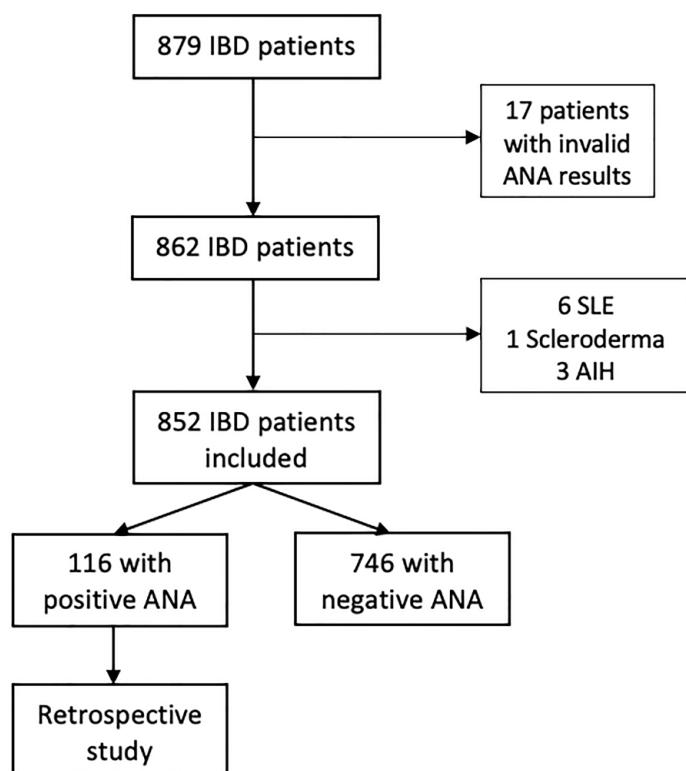 879 IBD patients
17 patients
with invalid
ANA results
862 IBD patients
6 SLE
1 Scleroderma
3 AIH
852 IBD patients
included
116 with
positive ANA
746 with
negative ANA
Retrospective
study